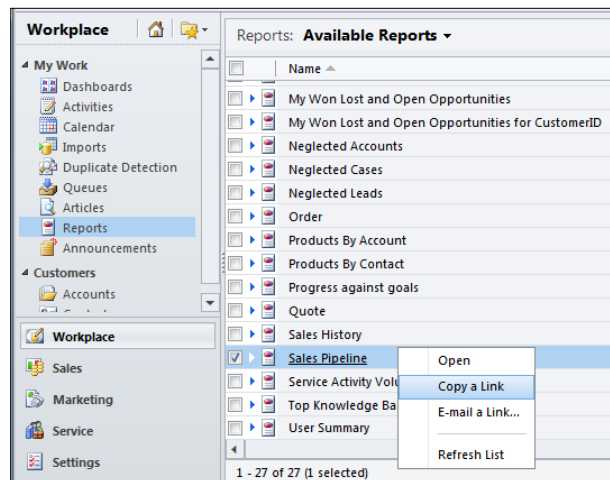 Workplace
My Work
Dashboards
Activities
Calendar
Imports
Duplicate Detection
Queues
Articles
Reports
Announcements
Customers
Accounts
Workplace
Sales
Marketing
Service
Settings
Reports: Available Reports
Name
My Won Lost and Open Opportunities
My Won Lost and Open Opportunities for CustomerID
Neglected Accounts
Neglected Cases
Neglected Leads
Order
Products By Account
Products By Contact
Progress against goals
Quote
Sales History
Sales Pipeline
Service Activity Volu
Top Knowledge Ba
User Summary
Open
Copy a Link
E-mail a Link...
Refresh List
1 - 27 of 27 (1 selected)